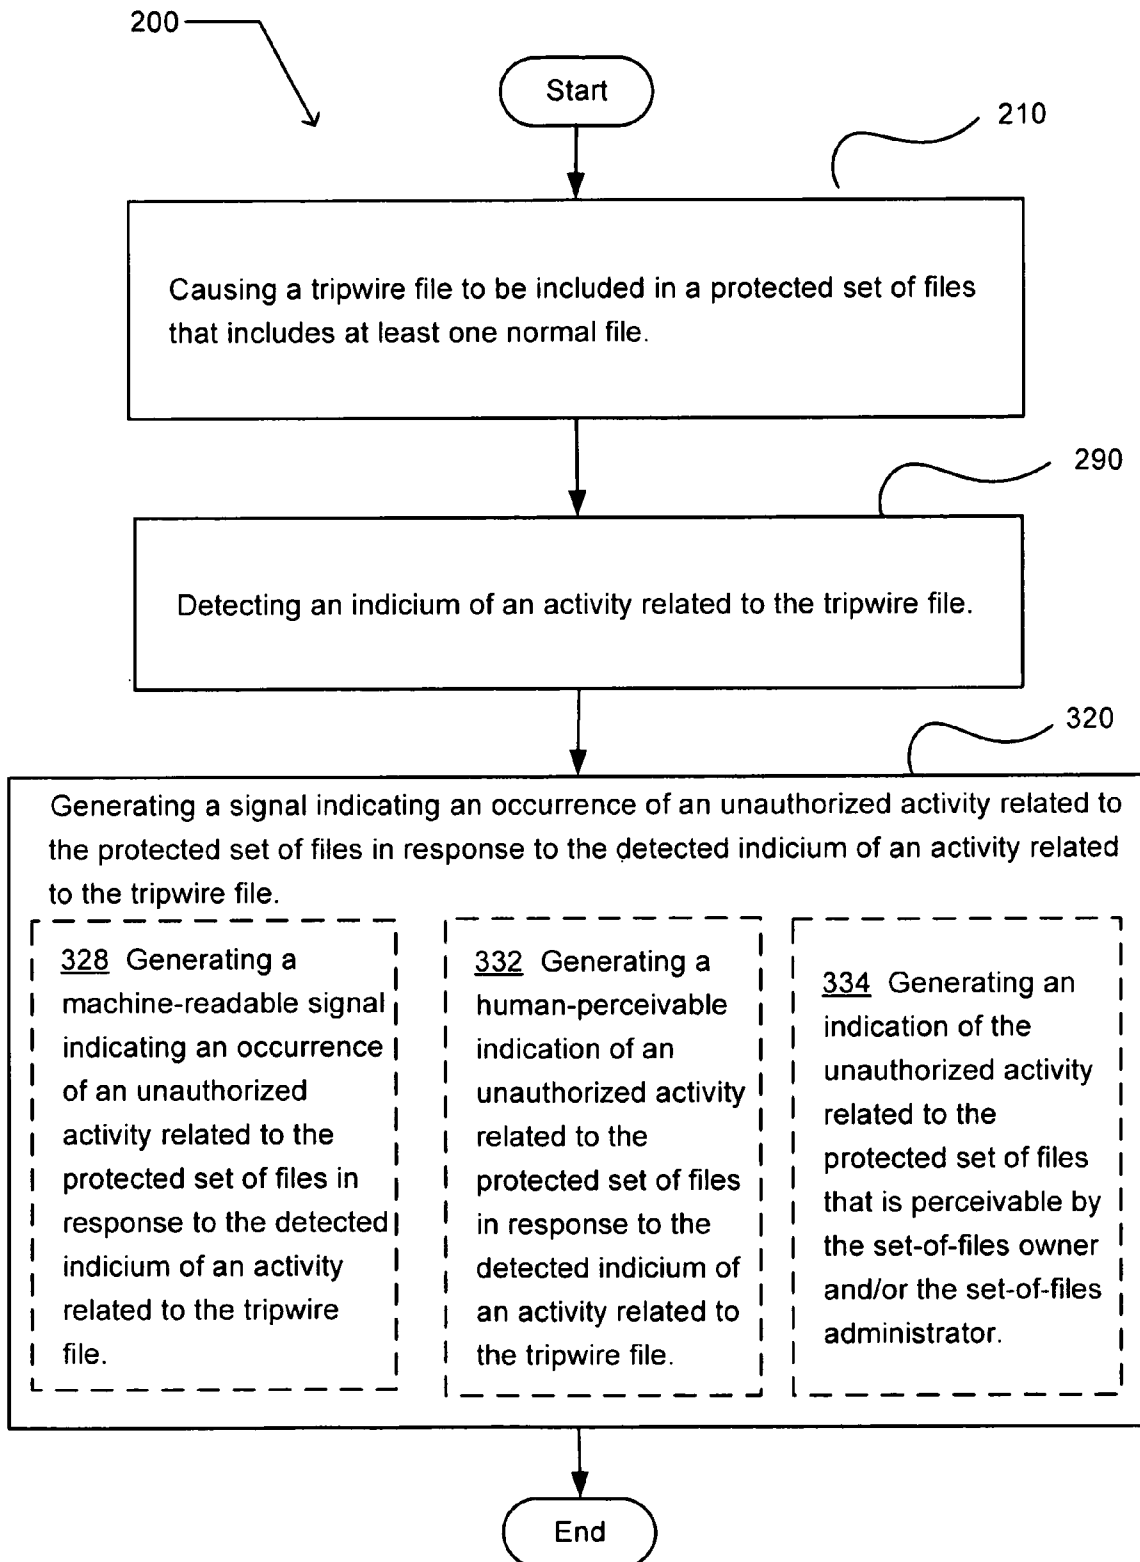 200
Start
210
Causing a tripwire file to be included in a protected set of files
that includes at least one normal file.
290
Detecting an indicium of an activity related to the tripwire file.
320
Generating a signal indicating an occurrence of an unauthorized activity related to
the protected set of files in response to the detected indicium of an activity related
to the tripwire file.
328 Generating a
machine-readable signal
indicating an occurrence
of an unauthorized
activity related to the
protected set of files in
response to the detected
indicium of an activity
related to the tripwire
file.
332 Generating a
human-perceivable
indication of an
unauthorized activity
related to the
protected set of files
in response to the
detected indicium of
an activity related to
the tripwire file.
334 Generating an
indication of the
unauthorized activity
related to the
protected set of files
that is perceivable by
the set-of-files owner
and/or the set-of-files
administrator.
End